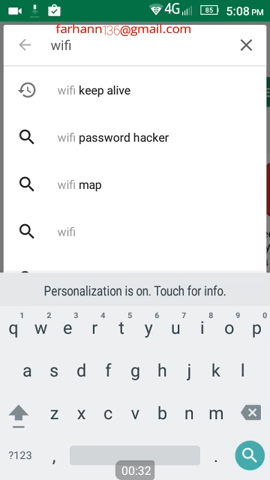 4G 85 5:08 PM
farhann136@gmail.com
wifi
wifi keep alive
wifi password hacker
wifi map
wifi
Personalization is on. Touch for info.
1 2 3 4 5 6 7 8 9 0
q w e r t y u i o p
a s d f g h j k l
z x c v b n m
?123 , .
00:32